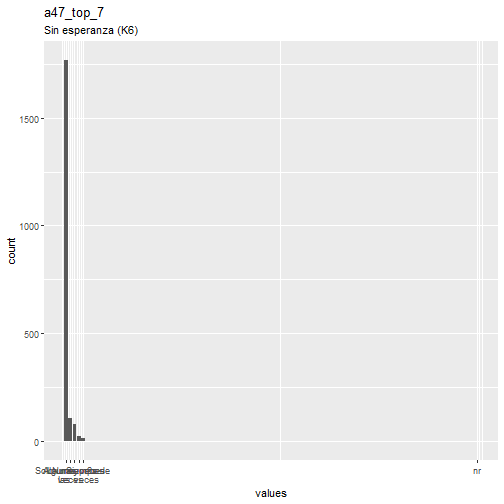 a47_top_7
Sin esperanza (K6)
1500
1000
500
0
count
nr
values